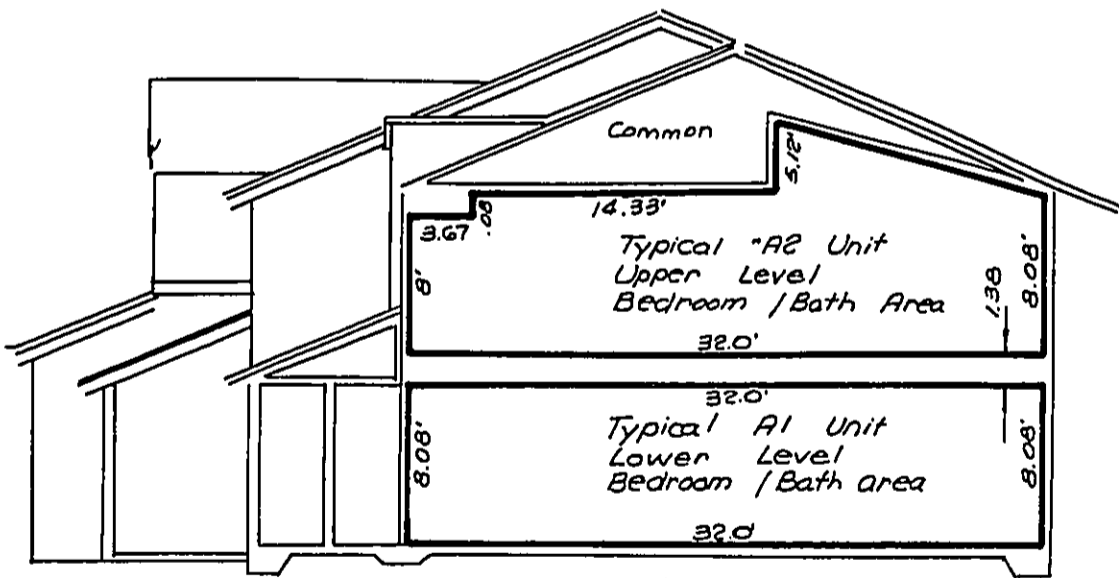 Common
5.12'
14.33'
3.67
.08
Typical "A2 Unit
Upper Level
Bedroom / Bath Area
8'
1.38
8.08'
32.0'
32.0'
Typical A1 Unit
Lower Level
Bedroom / Bath area
8.08'
8.08'
32.0'